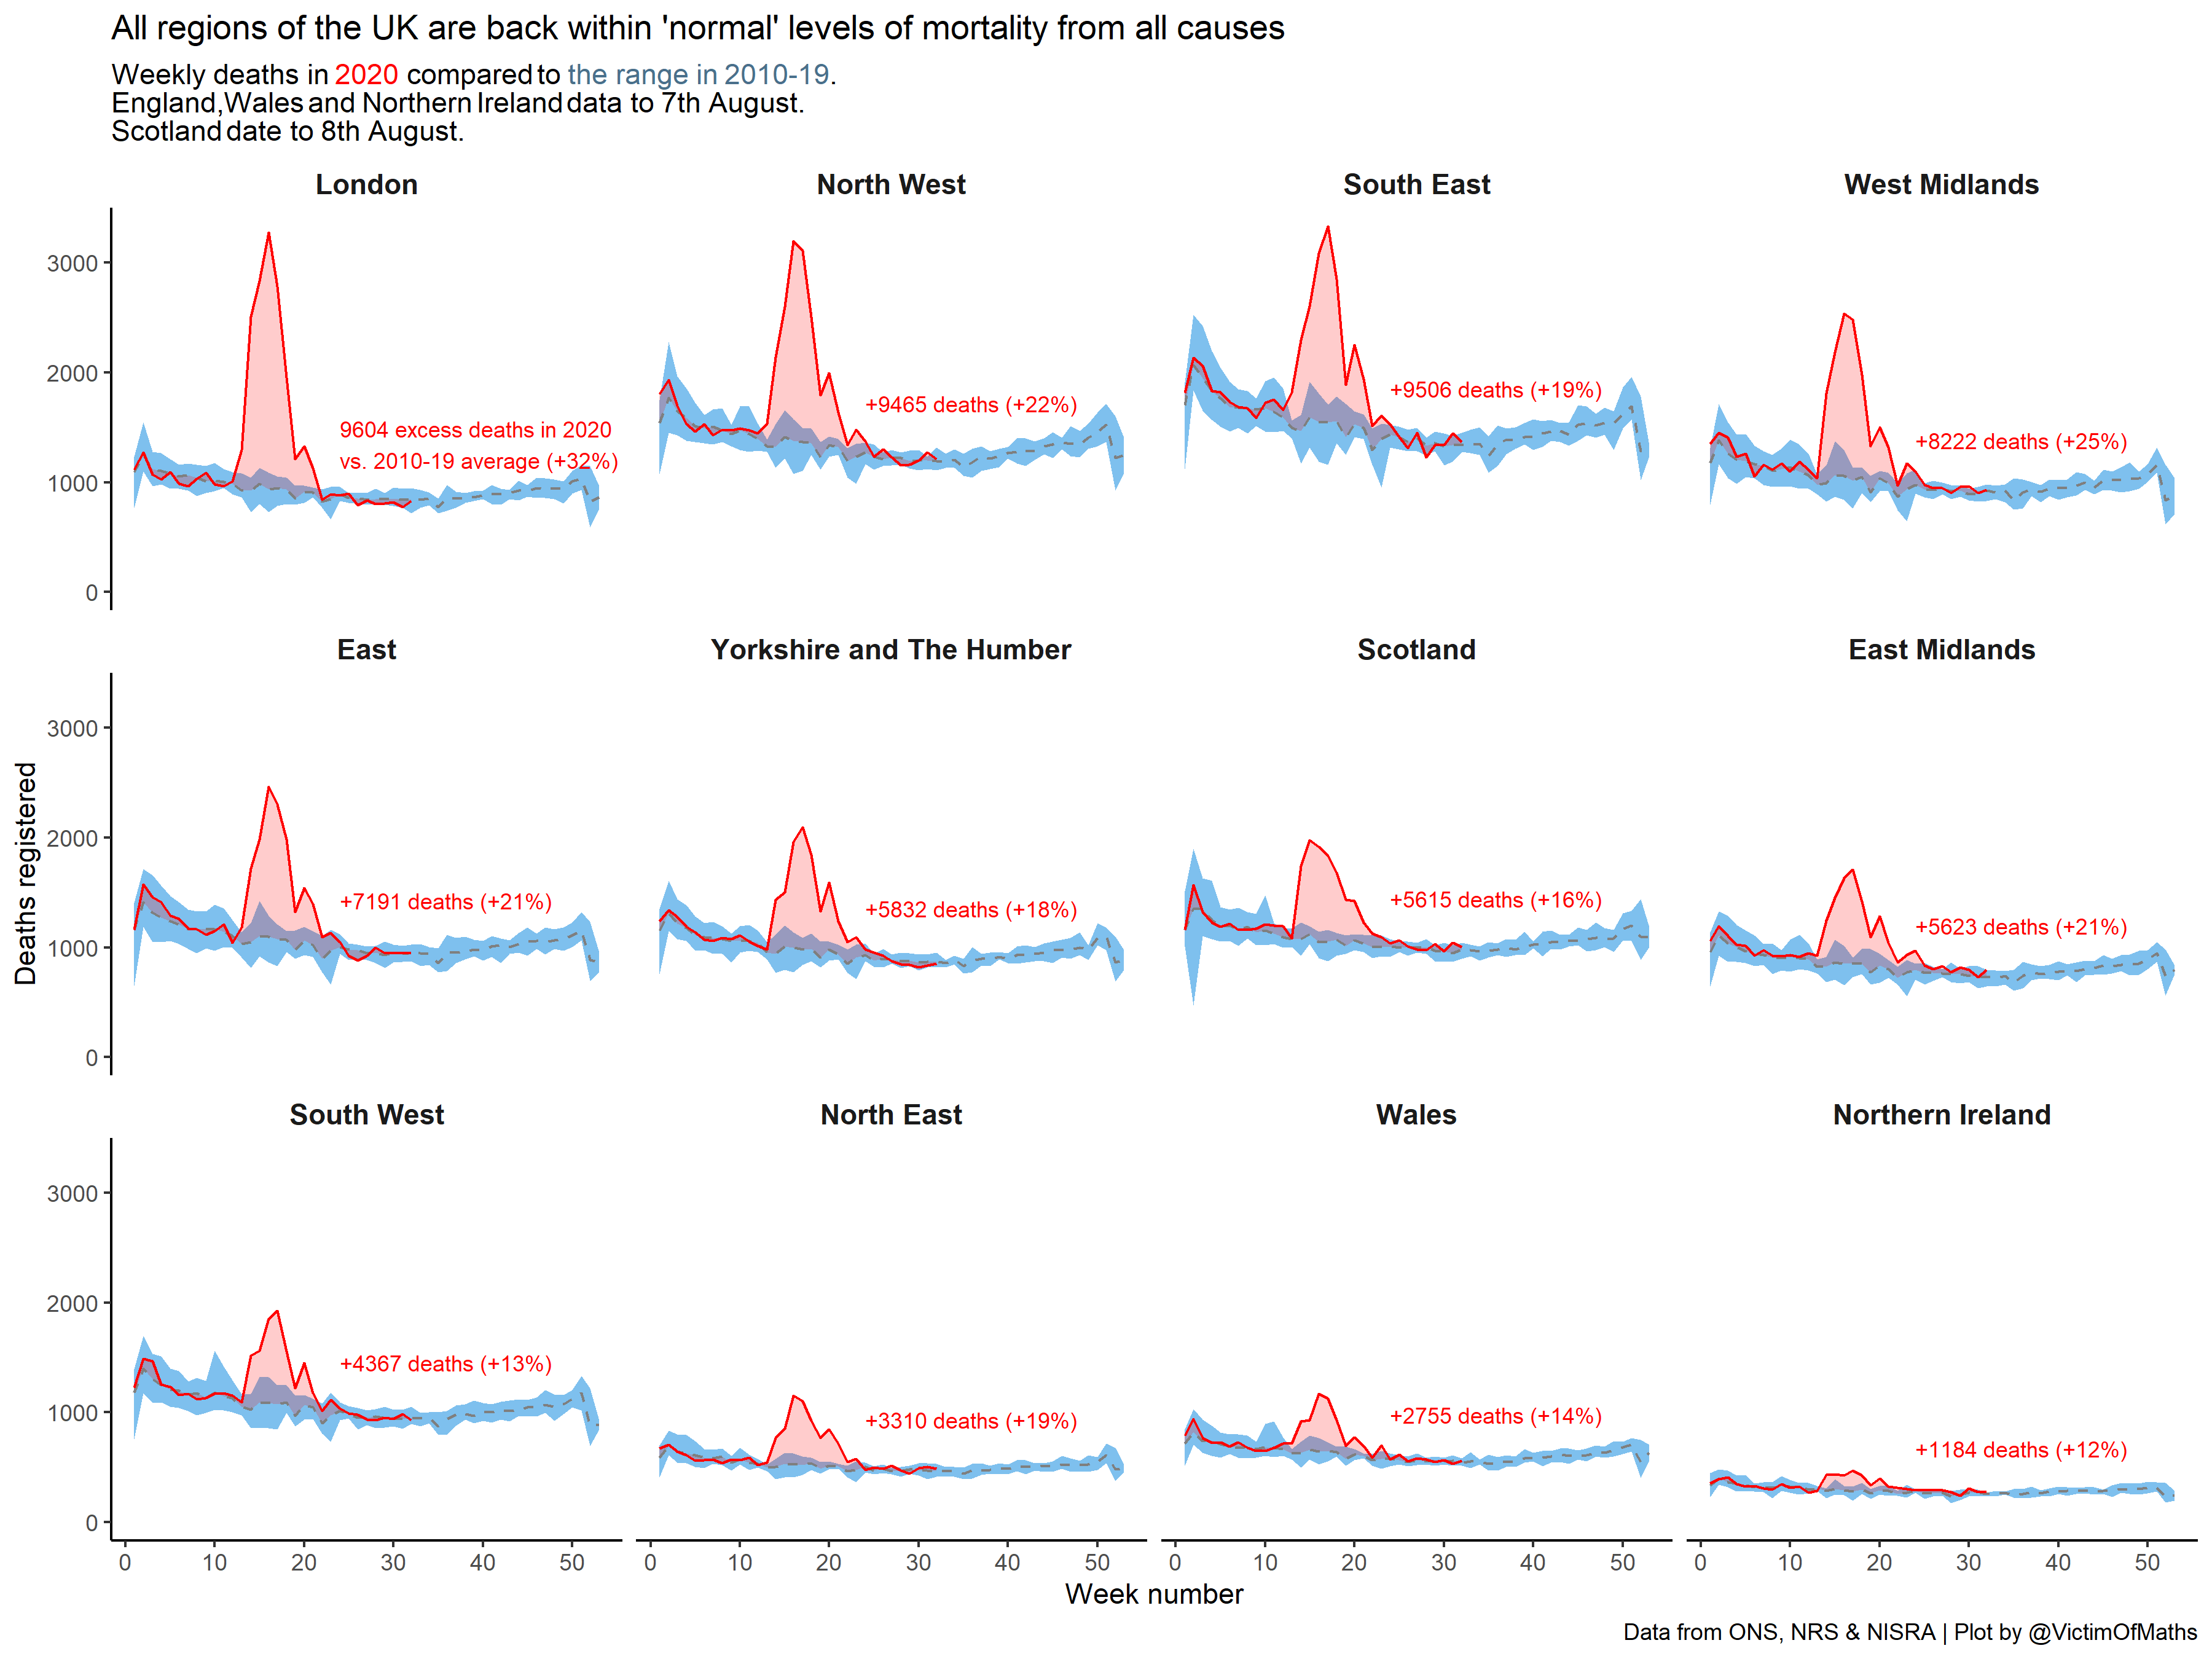 All regions of the UK are back within 'normal' levels of mortality from all causes
Weekly deaths in 2020 compared to the range in 2010-19.
England,Wales and Northern Ireland data to 7th August.
Scotland date to 8th August.
London
North West
South East
West Midlands
3000
2000
1000
0
9604 excess deaths in 2020
vs. 2010-19 average (+32%)
+9465 deaths (+22%)
+9506 deaths (+19%)
+8222 deaths (+25%)
East
Yorkshire and The Humber
Scotland
East Midlands
Deaths registered
3000
2000
1000
0
+7191 deaths (+21%)
+5832 deaths (+18%)
+5615 deaths (+16%)
+5623 deaths (+21%)
South West
North East
Wales
Northern Ireland
3000
2000
1000
0
+4367 deaths (+13%)
+3310 deaths (+19%)
+2755 deaths (+14%)
+1184 deaths (+12%)
0 10 20 30 40 50
0 10 20 30 40 50
0 10 20 30 40 50
0 10 20 30 40 50
Week number
Data from ONS, NRS & NISRA | Plot by @VictimOfMaths